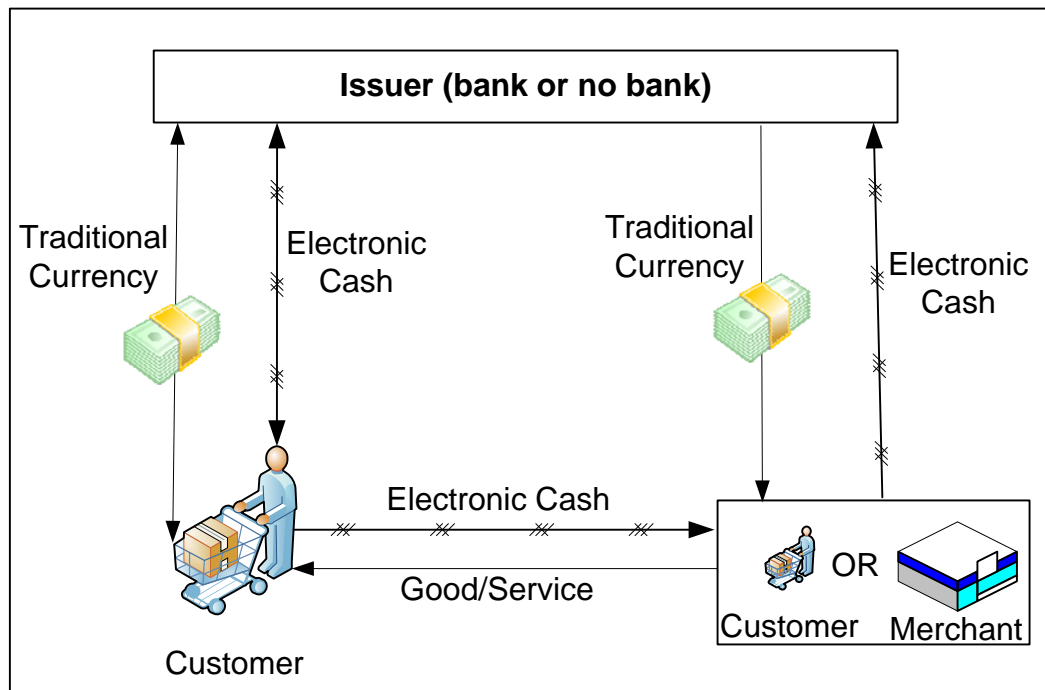 Issuer (bank or no bank)
Traditional
Currency
Electronic
Cash
Traditional
Currency
Electronic
Cash
Electronic Cash
Good/Service
OR
Customer
Merchant
Customer